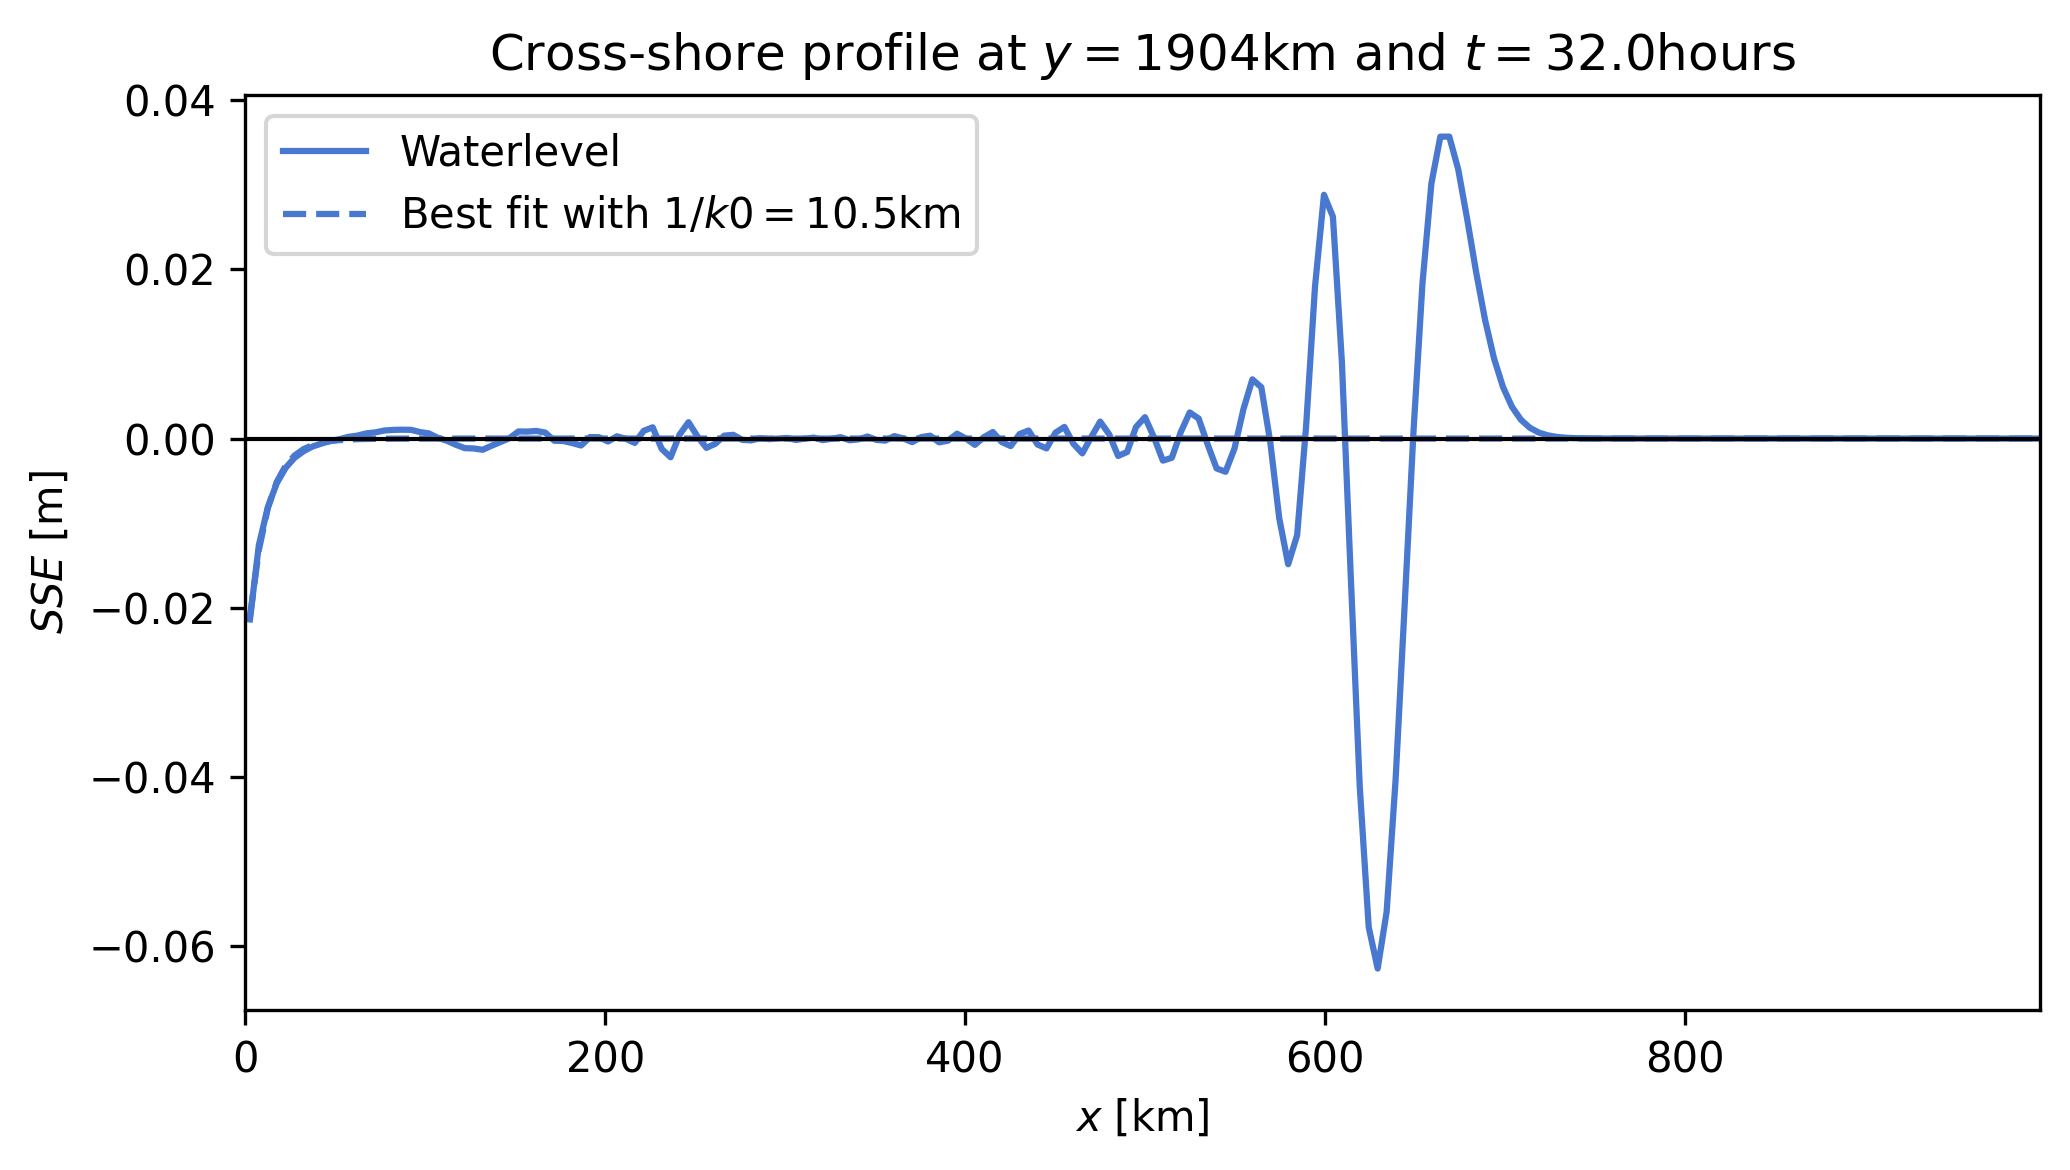 Cross-shore profile at y = 1904km and t = 32.0hours
Waterlevel
Best fit with 1/k0 = 10.5km
0.04
0.02
0.00
−0.02
−0.04
−0.06
SSE [m]
0 200 400 600 800
x [km]